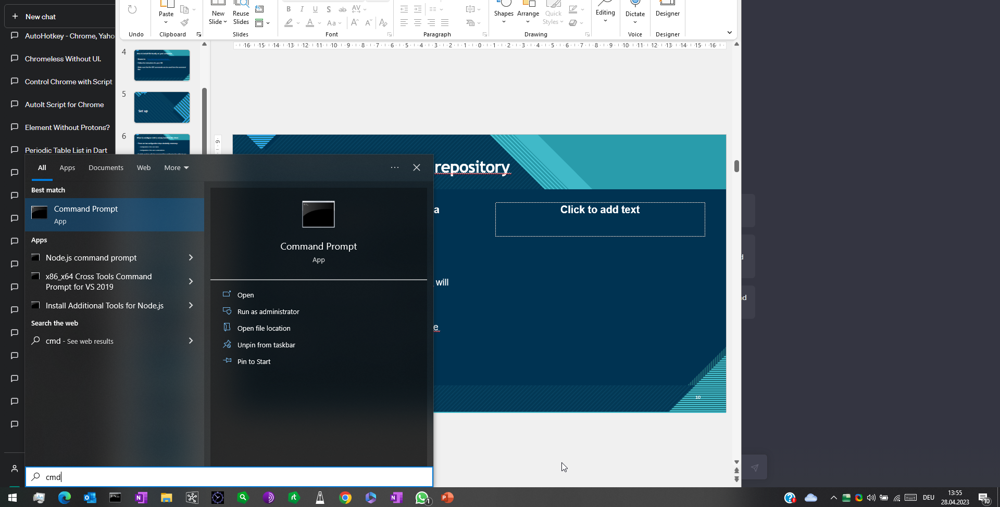 New chat
AutoHotkey - Chrome, Yaho
Chromeless Without UI.
Control Chrome with Script
AutoIt Script for Chrome
Element Without Protons?
Periodic Table List in Dart
Undo
Paste
Clipboard
New
Slide
Reuse
Slides
Slides
B I U S ab AV
A Aa A A A
Font
Paragraph
Shapes
Arrange
Quick
Styles
Drawing
Editing
Dictate
Voice
Designer
Designer
16 15 14 13 12 11 10 9 8 7 6 5 4 3 2 1 0 1 2 3 4 5 6 7 8 9 10 11 12 13 14 15 16
4
5
Set up
6
9
repository
a
Click to add text
will
e
10
All
Apps
Documents
Web
More
Best match
Command Prompt
App
Apps
Node.js command prompt
x86_x64 Cross Tools Command
Prompt for VS 2019
Install Additional Tools for Node.js
Search the web
cmd - See web results
Command Prompt
App
Open
Run as administrator
Open file location
Unpin from taskbar
Pin to Start
cmd
DEU
13:55
28.04.2023
10
1